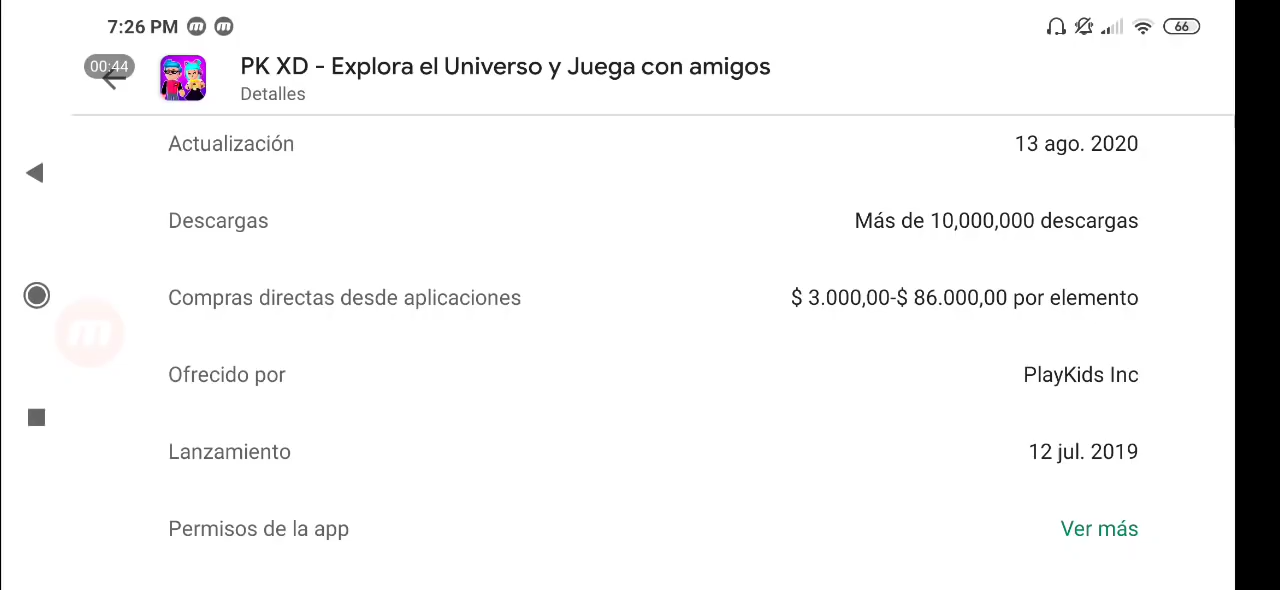 7:26 PM
66
00:44
PK XD - Explora el Universo y Juega con amigos
Detalles
Actualización 13 ago. 2020
Descargas Más de 10,000,000 descargas
Compras directas desde aplicaciones $ 3.000,00-$ 86.000,00 por elemento
Ofrecido por PlayKids Inc
Lanzamiento 12 jul. 2019
Permisos de la app Ver más